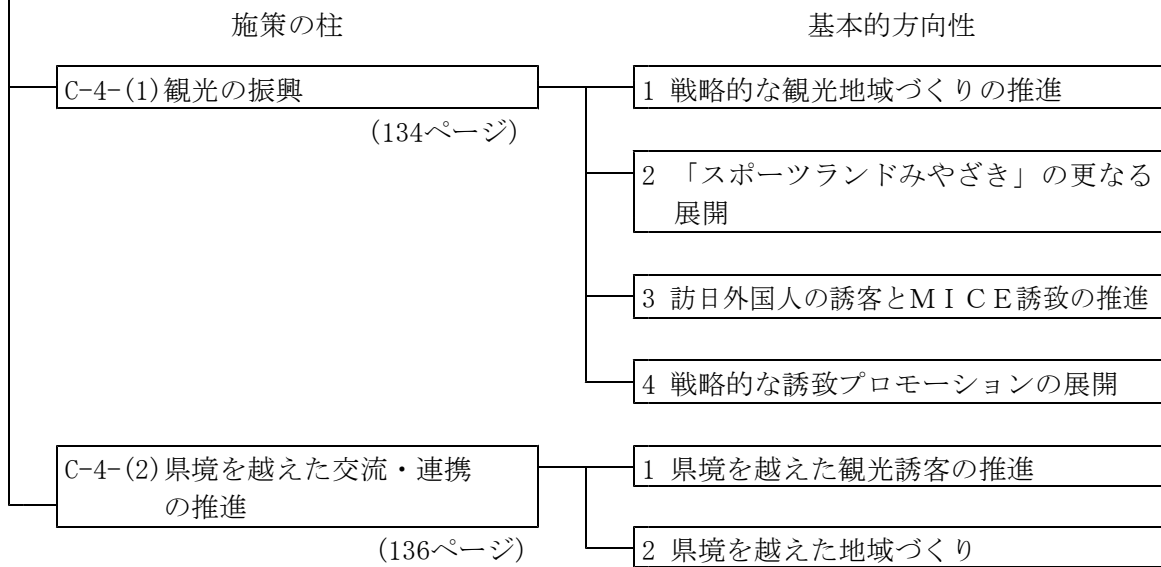 施策の柱
基本的方向性
C-4-(1)観光の振興
(134ページ)
1 戦略的な観光地域づくりの推進
2 「スポーツランドみやざき」の更なる
展開
3 訪日外国人の誘客とＭＩＣＥ誘致の推進
4 戦略的な誘致プロモーションの展開
C-4-(2)県境を越えた交流・連携
の推進
(136ページ)
1 県境を越えた観光誘客の推進
2 県境を越えた地域づくり